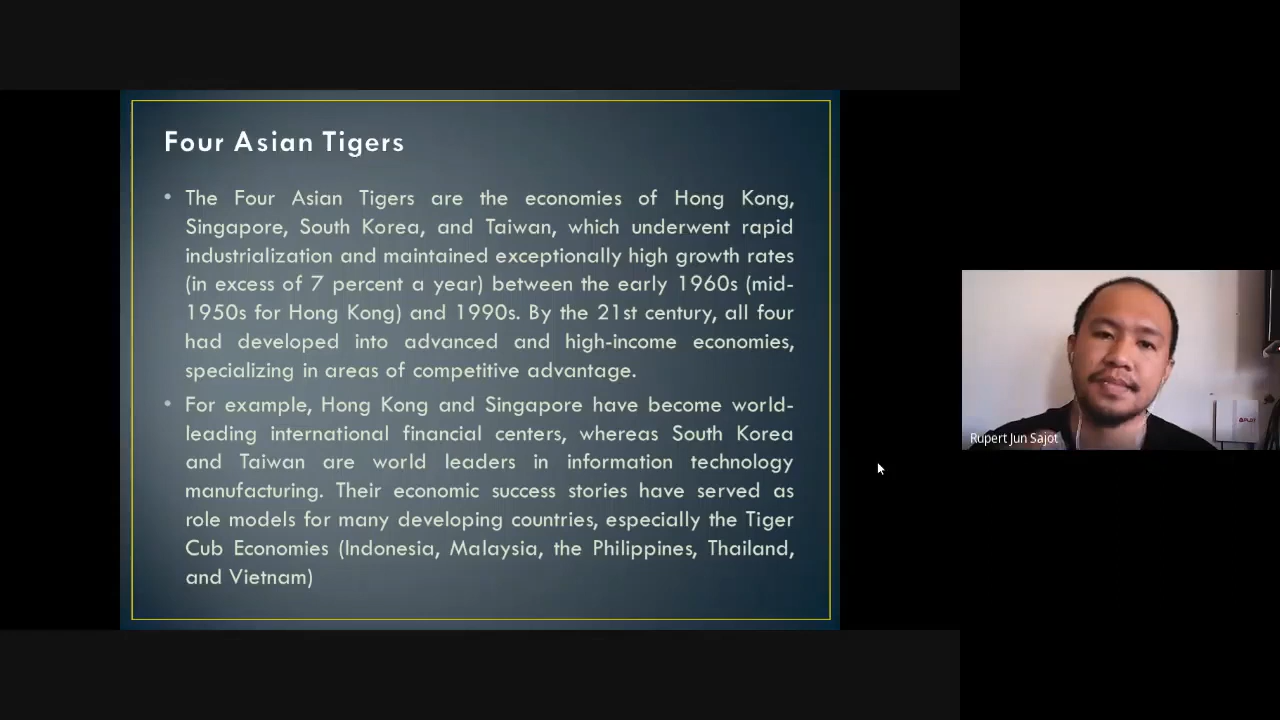 Four Asian Tigers
• The Four Asian Tigers are the economies of Hong Kong,
Singapore, South Korea, and Taiwan, which underwent rapid
industrialization and maintained exceptionally high growth rates
(in excess of 7 percent a year) between the early 1960s (mid-
1950s for Hong Kong) and 1990s. By the 21st century, all four
had developed into advanced and high-income economies,
specializing in areas of competitive advantage.
• For example, Hong Kong and Singapore have become world-
leading international financial centers, whereas South Korea
and Taiwan are world leaders in information technology
manufacturing. Their economic success stories have served as
role models for many developing countries, especially the Tiger
Cub Economies (Indonesia, Malaysia, the Philippines, Thailand,
and Vietnam)
Rupert Jun Sajot